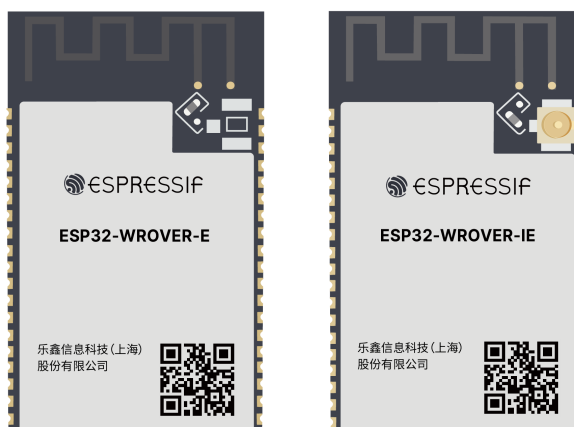 ESPRESSIF
ESP32-WROVER-E
乐鑫信息科技(上海)
股份有限公司
ESPRESSIF
ESP32-WROVER-IE
乐鑫信息科技(上海)
股份有限公司